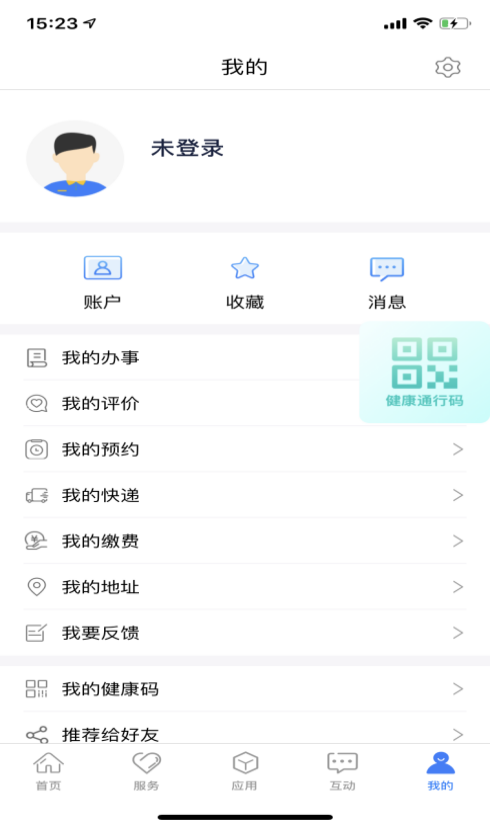 15:23
我的
未登录
账户
收藏
消息
我的办事
我的评价
健康通行码
我的预约
我的快递
我的缴费
我的地址
我要反馈
我的健康码
推荐给好友
首页
服务
应用
互动
我的